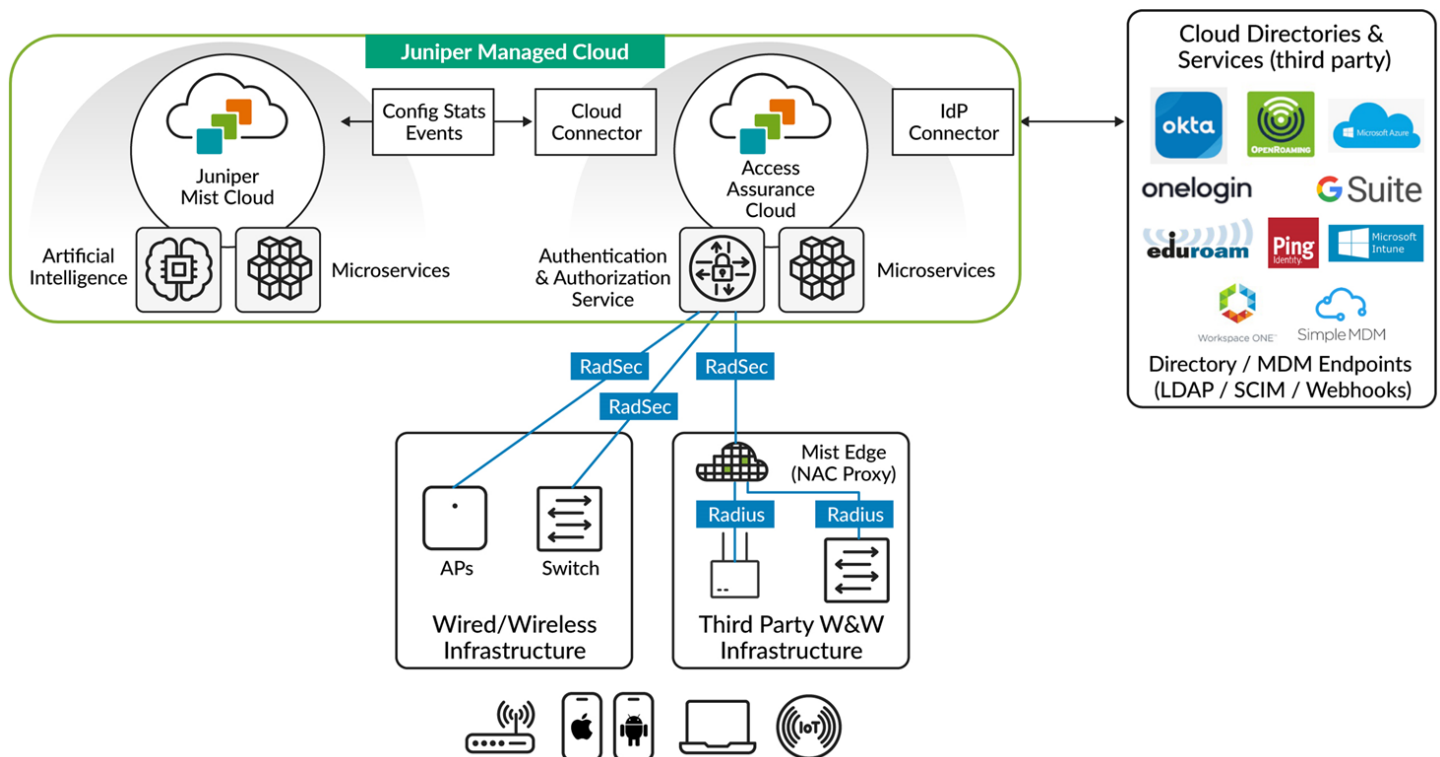 Juniper Managed Cloud
Juniper
Mist Cloud
Config Stats
Events
Cloud
Connector
Access
Assurance
Cloud
IdP
Connector
Artificial
Intelligence
Microservices
Authentication
& Authorization
Service
Microservices
Cloud Directories &
Services (third party)
okta
OPENROAMING
Microsoft Azure
onelogin
G Suite
eduroam
Ping
Identity.
Microsoft
Intune
Workspace ONE™
SimpleMDM
Directory / MDM Endpoints
(LDAP / SCIM / Webhooks)
RadSec
RadSec
RadSec
Mist Edge
(NAC Proxy)
Radius
Radius
APs
Switch
Wired/Wireless
Infrastructure
Third Party W&W
Infrastructure
IoT